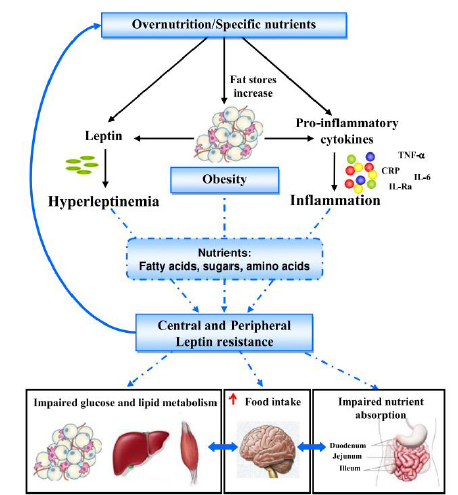 Overnutrition/Specific nutrients
Fat stores
increase
Leptin
Pro-inflammatory
cytokines
TNF-α
CRP
IL-6
IL-Ra
Obesity
Hyperleptinemia
Inflammation
Nutrients:
Fatty acids, sugars, amino acids
Central and Peripheral
Leptin resistance
Impaired glucose and lipid metabolism
Food intake
Impaired nutrient
absorption
Duodenum
Jejunum
Illeum